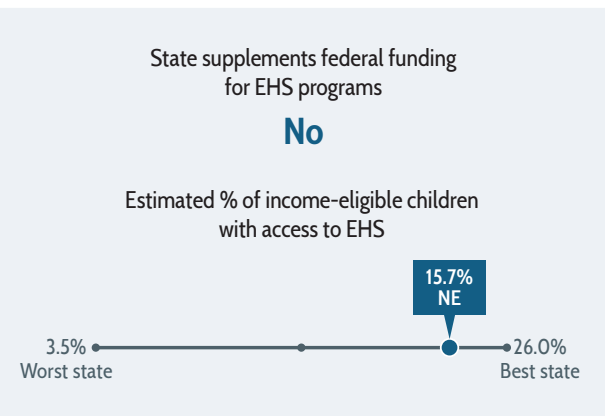 State supplements federal funding
for EHS programs
No
Estimated % of income-eligible children
with access to EHS
15.7%
NE
3.5%
26.0%
Worst state
Best state